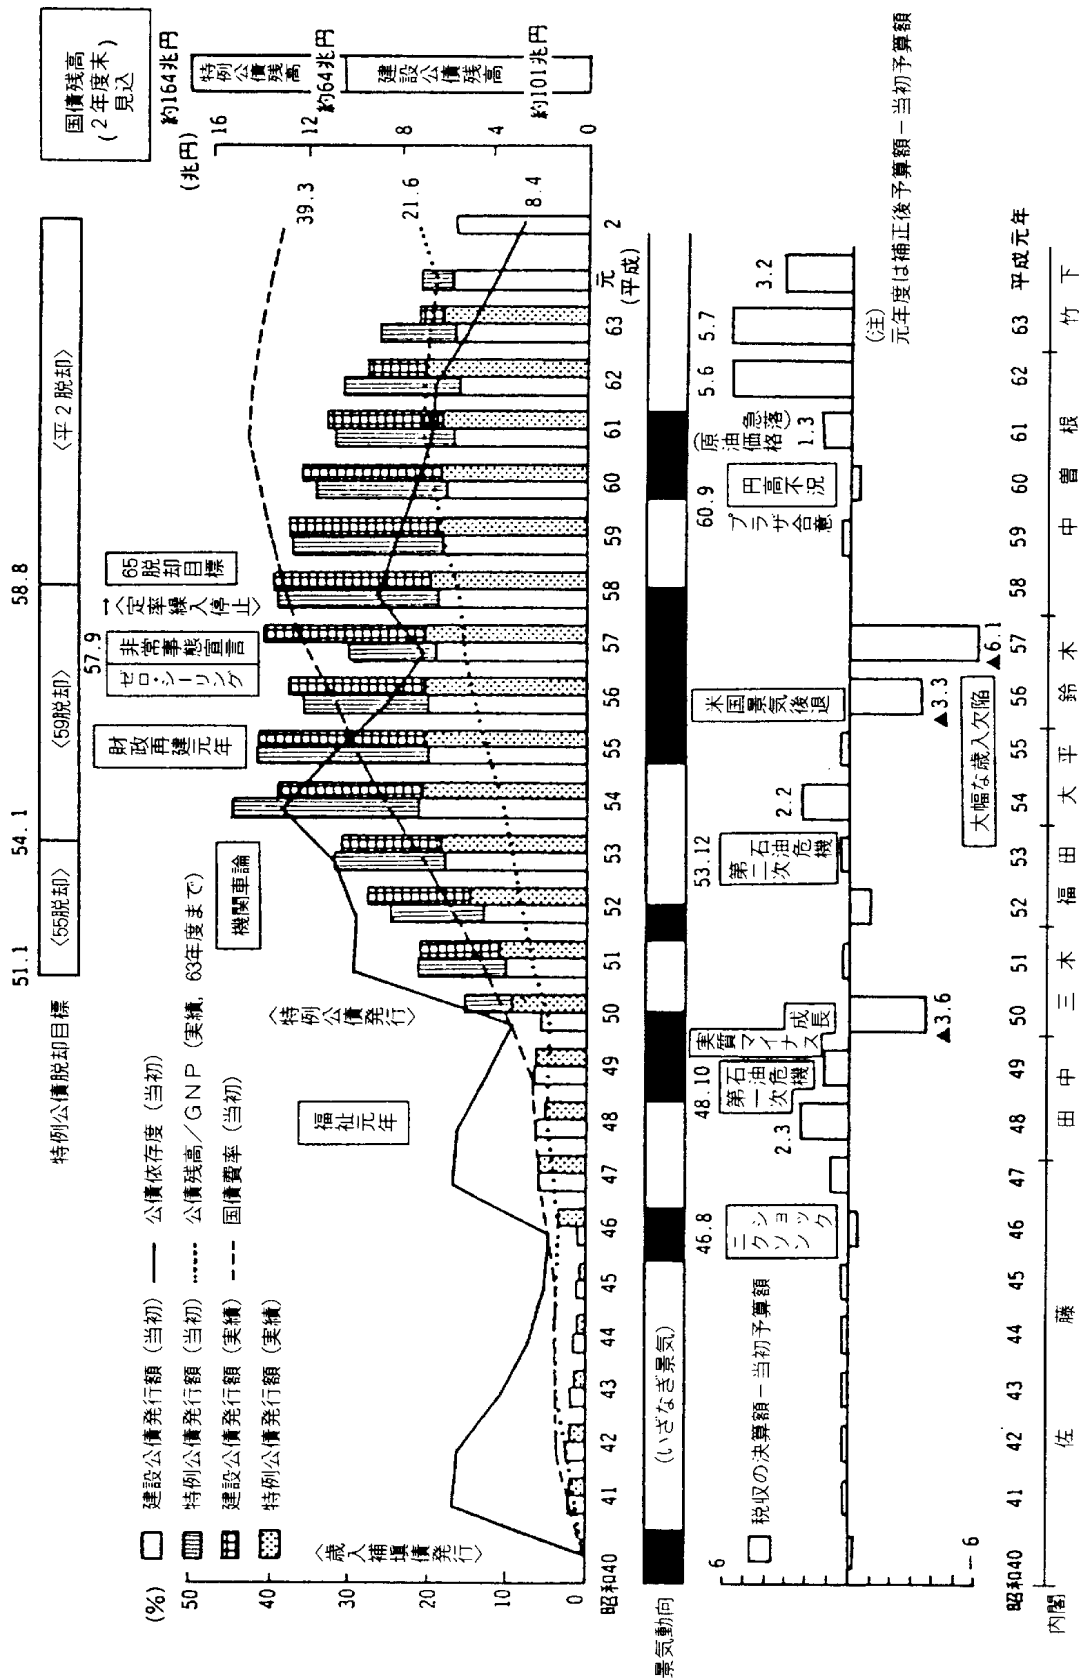 特例公債脱却目標
51.1
54.1
58.8
〈55脱却〉
〈59脱却〉
〈平2脱却〉
国債残高
(2年度末)
見込
(%)
建設公債発行額(当初)
公債依存度(当初)
特例公債発行額(当初)
公債残高/GNP(実績, 63年度まで)
建設公債発行額(実績)
国債費率(当初)
特例公債発行額(実績)
50
40
30
20
10
0
〈歳入補填債発行〉
福祉元年
〈特例公債発行〉
機関車論
財政再建元年
57.9
非常事態宣言
ゼロ・シーリング
→〈定率繰入停止〉
65脱却目標
39.3
21.6
8.4
(兆円)
16
12
8
4
0
約164兆円
特例公債残高
約64兆円
建設公債残高
約101兆円
昭和40 41 42 43 44 45 46 47 48 49 50 51 52 53 54 55 56 57 58 59 60 61 62 63 元 2
(平成)
景気動向
(いざなぎ景気)
税収の決算額ー当初予算額
6
−6
46.8
ニクソンショック
2.3
48.10
第一次石油危機
実質マイナス成長
▲3.6
53.12
第二次石油危機
2.2
米国景気後退
▲3.3
▲6.1
大幅な歳入欠陥
60.9
プラザ合意
円高不況
(原油価格急落)
1.3
5.6
5.7
3.2
(注)
元年度は補正後予算額ー当初予算額
昭和40 41 42 43 44 45 46 47 48 49 50 51 52 53 54 55 56 57 58 59 60 61 62 63 平成元年
内閣
佐藤
田中
三木
福田
大平
鈴木
中曽根
竹下